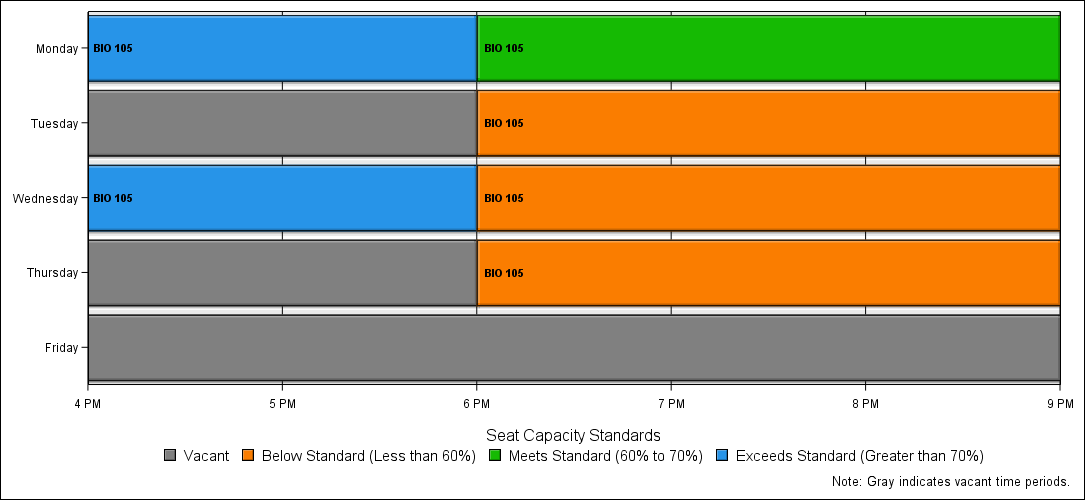 Monday BIO 105 BIO 105
Tuesday BIO 105
Wednesday BIO 105 BIO 105
Thursday BIO 105
Friday
4 PM 5 PM 6 PM 7 PM 8 PM 9 PM
Seat Capacity Standards
Vacant Below Standard (Less than 60%) Meets Standard (60% to 70%) Exceeds Standard (Greater than 70%)
Note: Gray indicates vacant time periods.